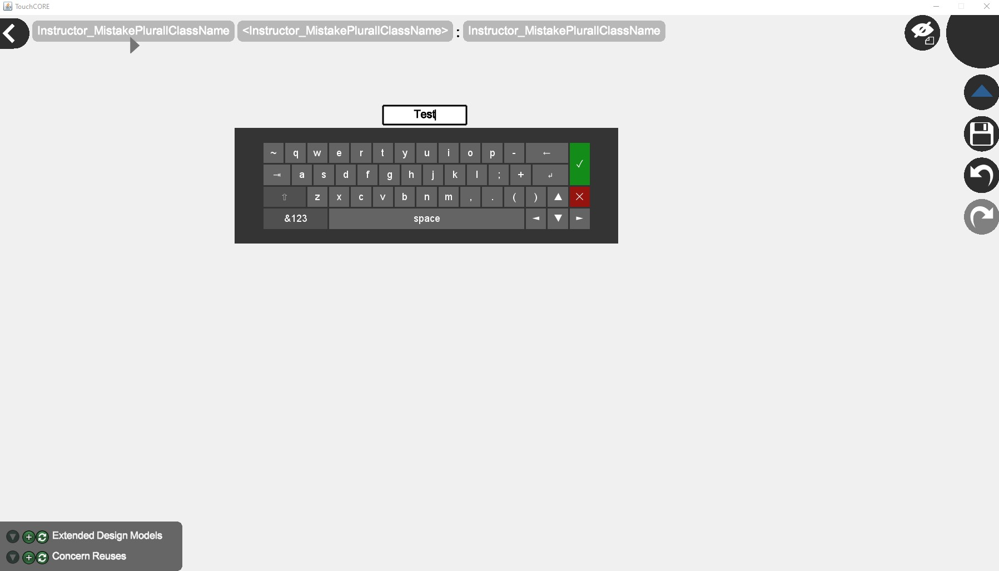 TouchCORE
Instructor_MistakePlurallClassName <Instructor_MistakePlurallClassName> : Instructor_MistakePlurallClassName
Test
~ q w e r t y u i o p - ← ✓
⇥ a s d f g h j k l ; + ↲
⇧ z x c v b n m , . ( ) ▲ ✕
&123 space ◄ ▼ ►
Extended Design Models
Concern Reuses